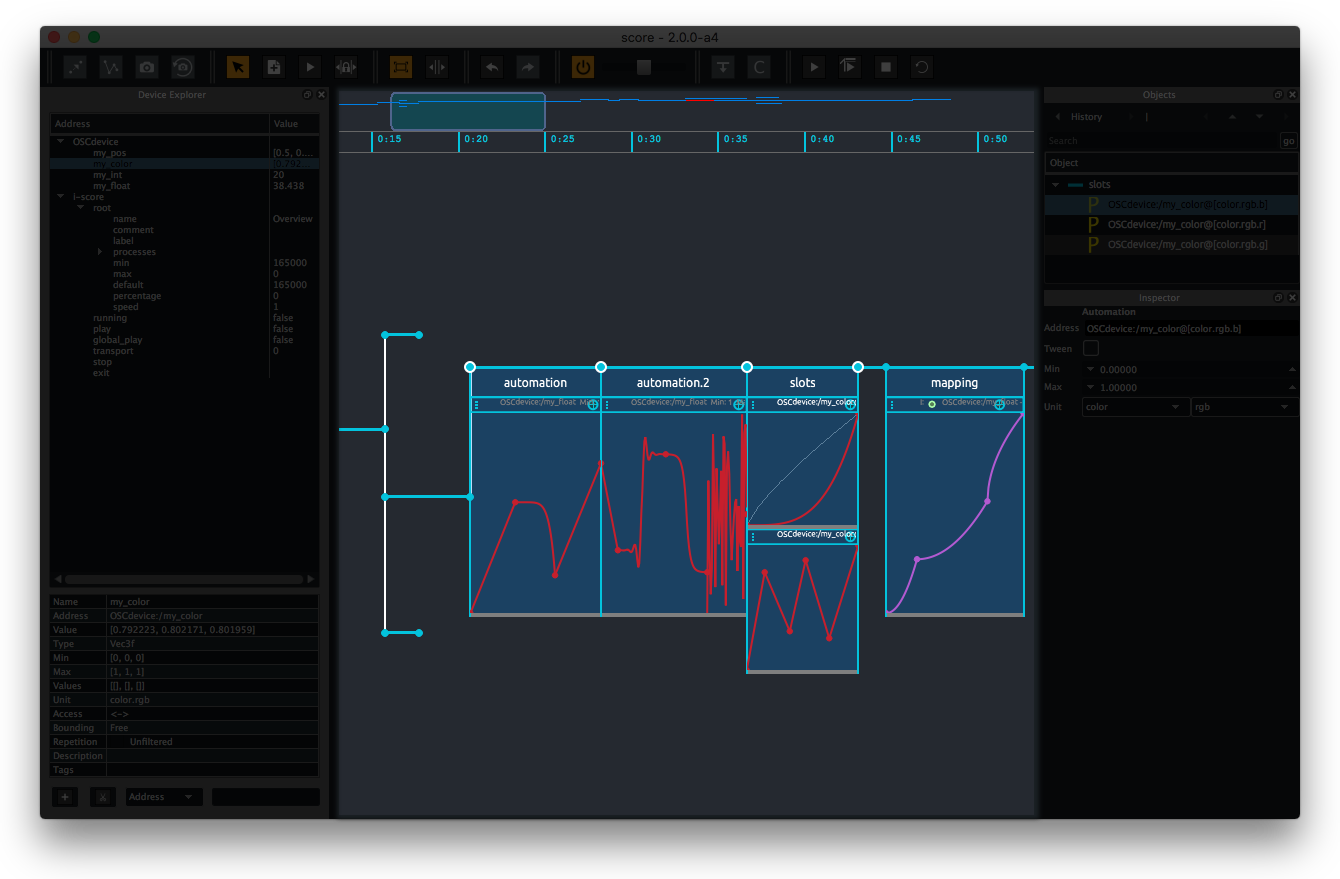 score - 2.0.0-a4
Device Explorer
Address Value
OSCdevice
my_pos [0.5, 0....
my_color [0.792...
my_int 20
my_float 38.438
i-score
root
name Overview
comment
label
processes
min 165000
max 0
default 165000
percentage 0
speed 1
running false
play false
global_play false
transport 0
stop
exit
Name my_color
Address OSCdevice:/my_color
Value [0.792223, 0.802171, 0.801959]
Type Vec3f
Min [0, 0, 0]
Max [1, 1, 1]
Values [[], [], []]
Unit color.rgb
Access <->
Bounding Free
Repetition Unfiltered
Description
Tags
Address
0:15 0:20 0:25 0:30 0:35 0:40 0:45 0:50
automation automation.2 slots mapping
OSCdevice:/my_float Mi OSCdevice:/my_float Min: 1 OSCdevice:/my_color OSCdevice:/my_float
OSCdevice:/my_color
Objects
History
Search go
Object
slots
P OSCdevice:/my_color@[color.rgb.b]
P OSCdevice:/my_color@[color.rgb.r]
P OSCdevice:/my_color@[color.rgb.g]
Inspector
Automation
Address OSCdevice:/my_color@[color.rgb.b]
Tween
Min 0.00000
Max 1.00000
Unit color rgb